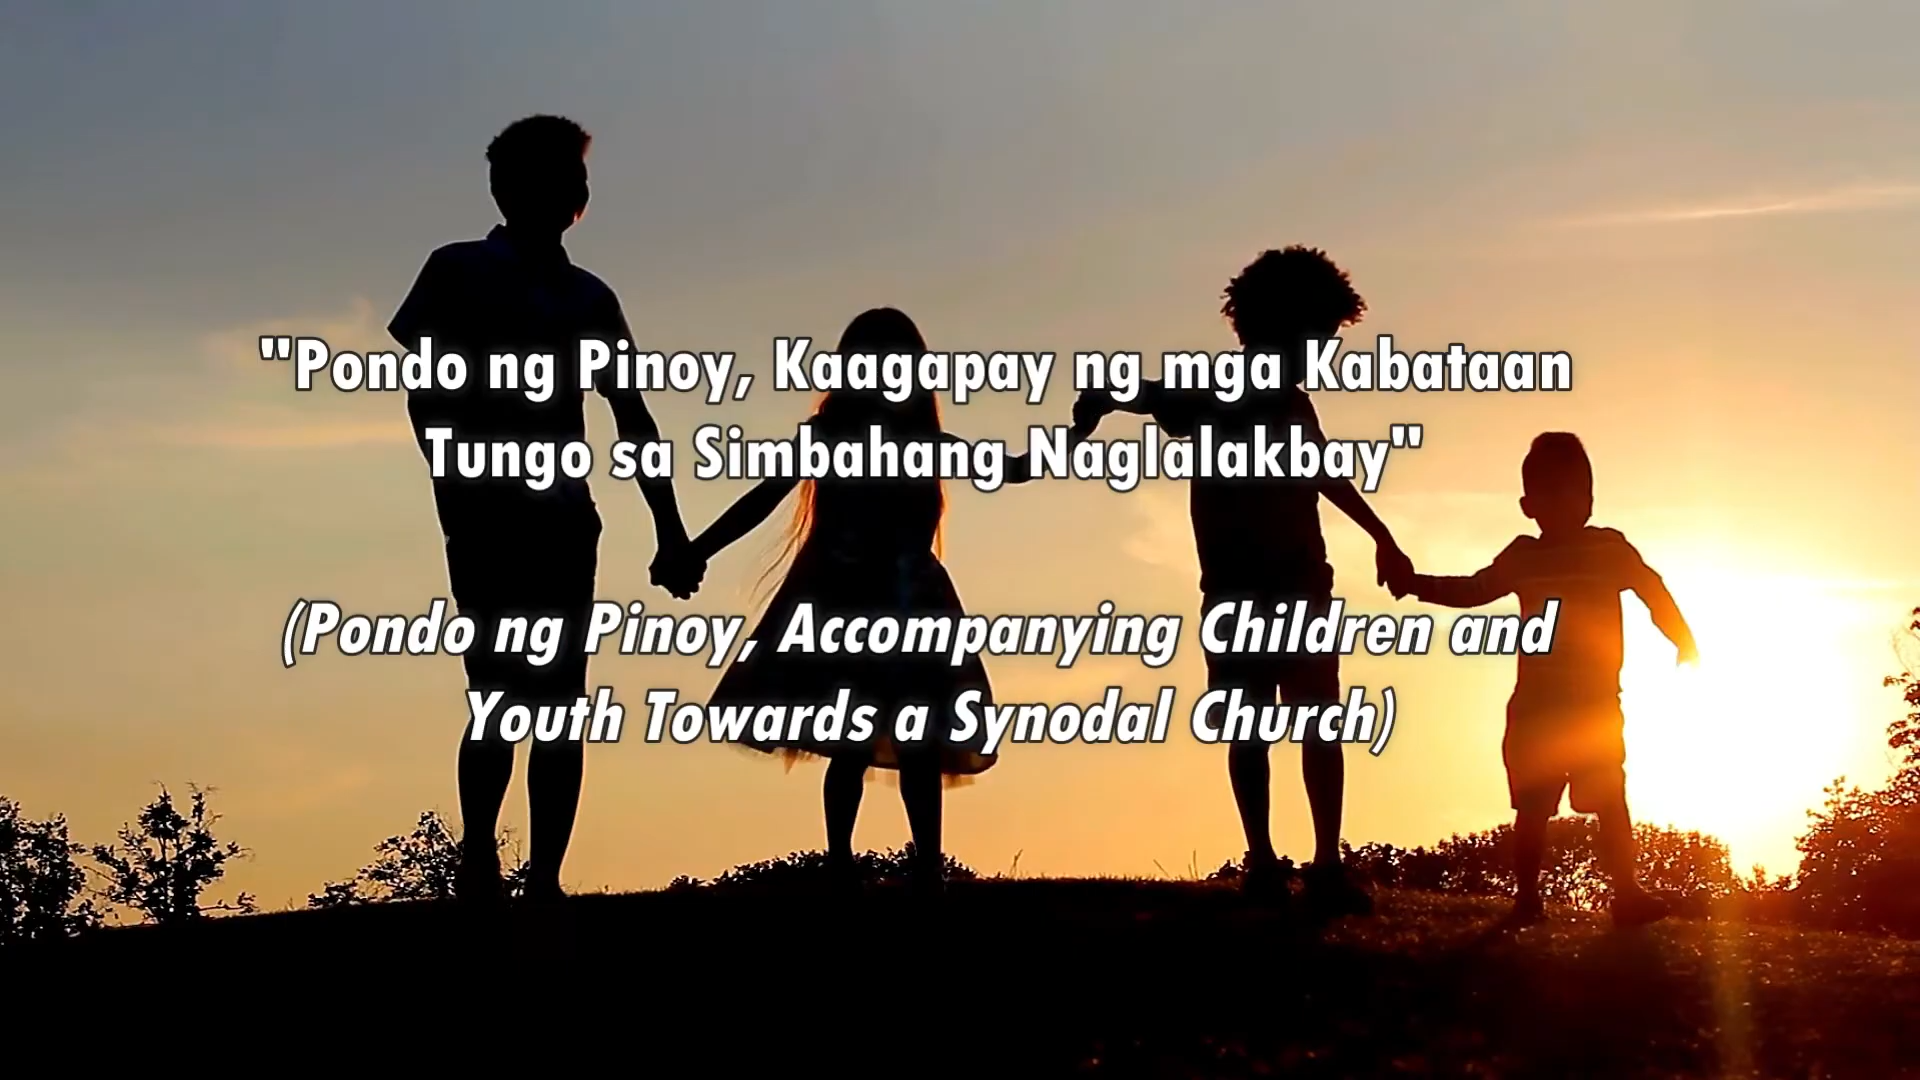 "Pondo ng Pinoy, Kaagapay ng mga Kabataan
Tungo sa Simbahang Naglalakbay"
(Pondo ng Pinoy, Accompanying Children and
Youth Towards a Synodal Church)